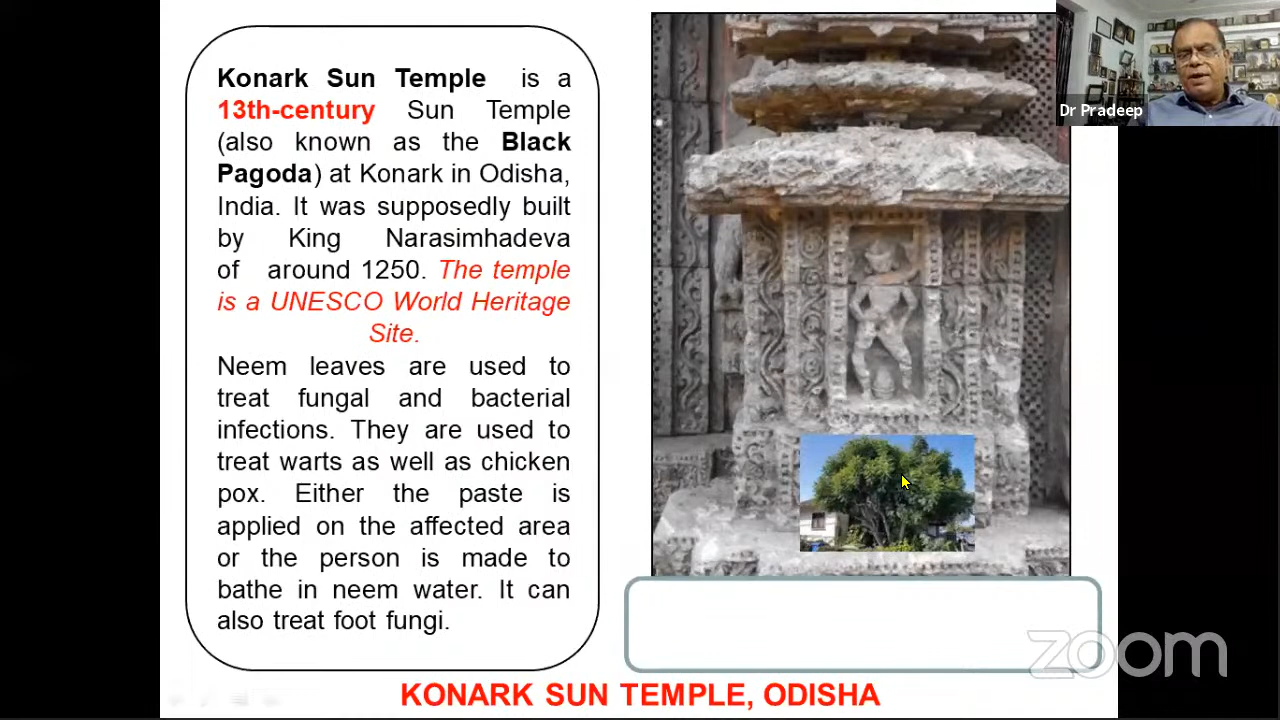 Konark Sun Temple is a
13th-century Sun Temple
(also known as the Black
Pagoda) at Konark in Odisha,
India. It was supposedly built
by King Narasimhadeva
of around 1250. The temple
is a UNESCO World Heritage
Site.
Neem leaves are used to
treat fungal and bacterial
infections. They are used to
treat warts as well as chicken
pox. Either the paste is
applied on the affected area
or the person is made to
bathe in neem water. It can
also treat foot fungi.
Dr Pradeep
zoom
KONARK SUN TEMPLE, ODISHA